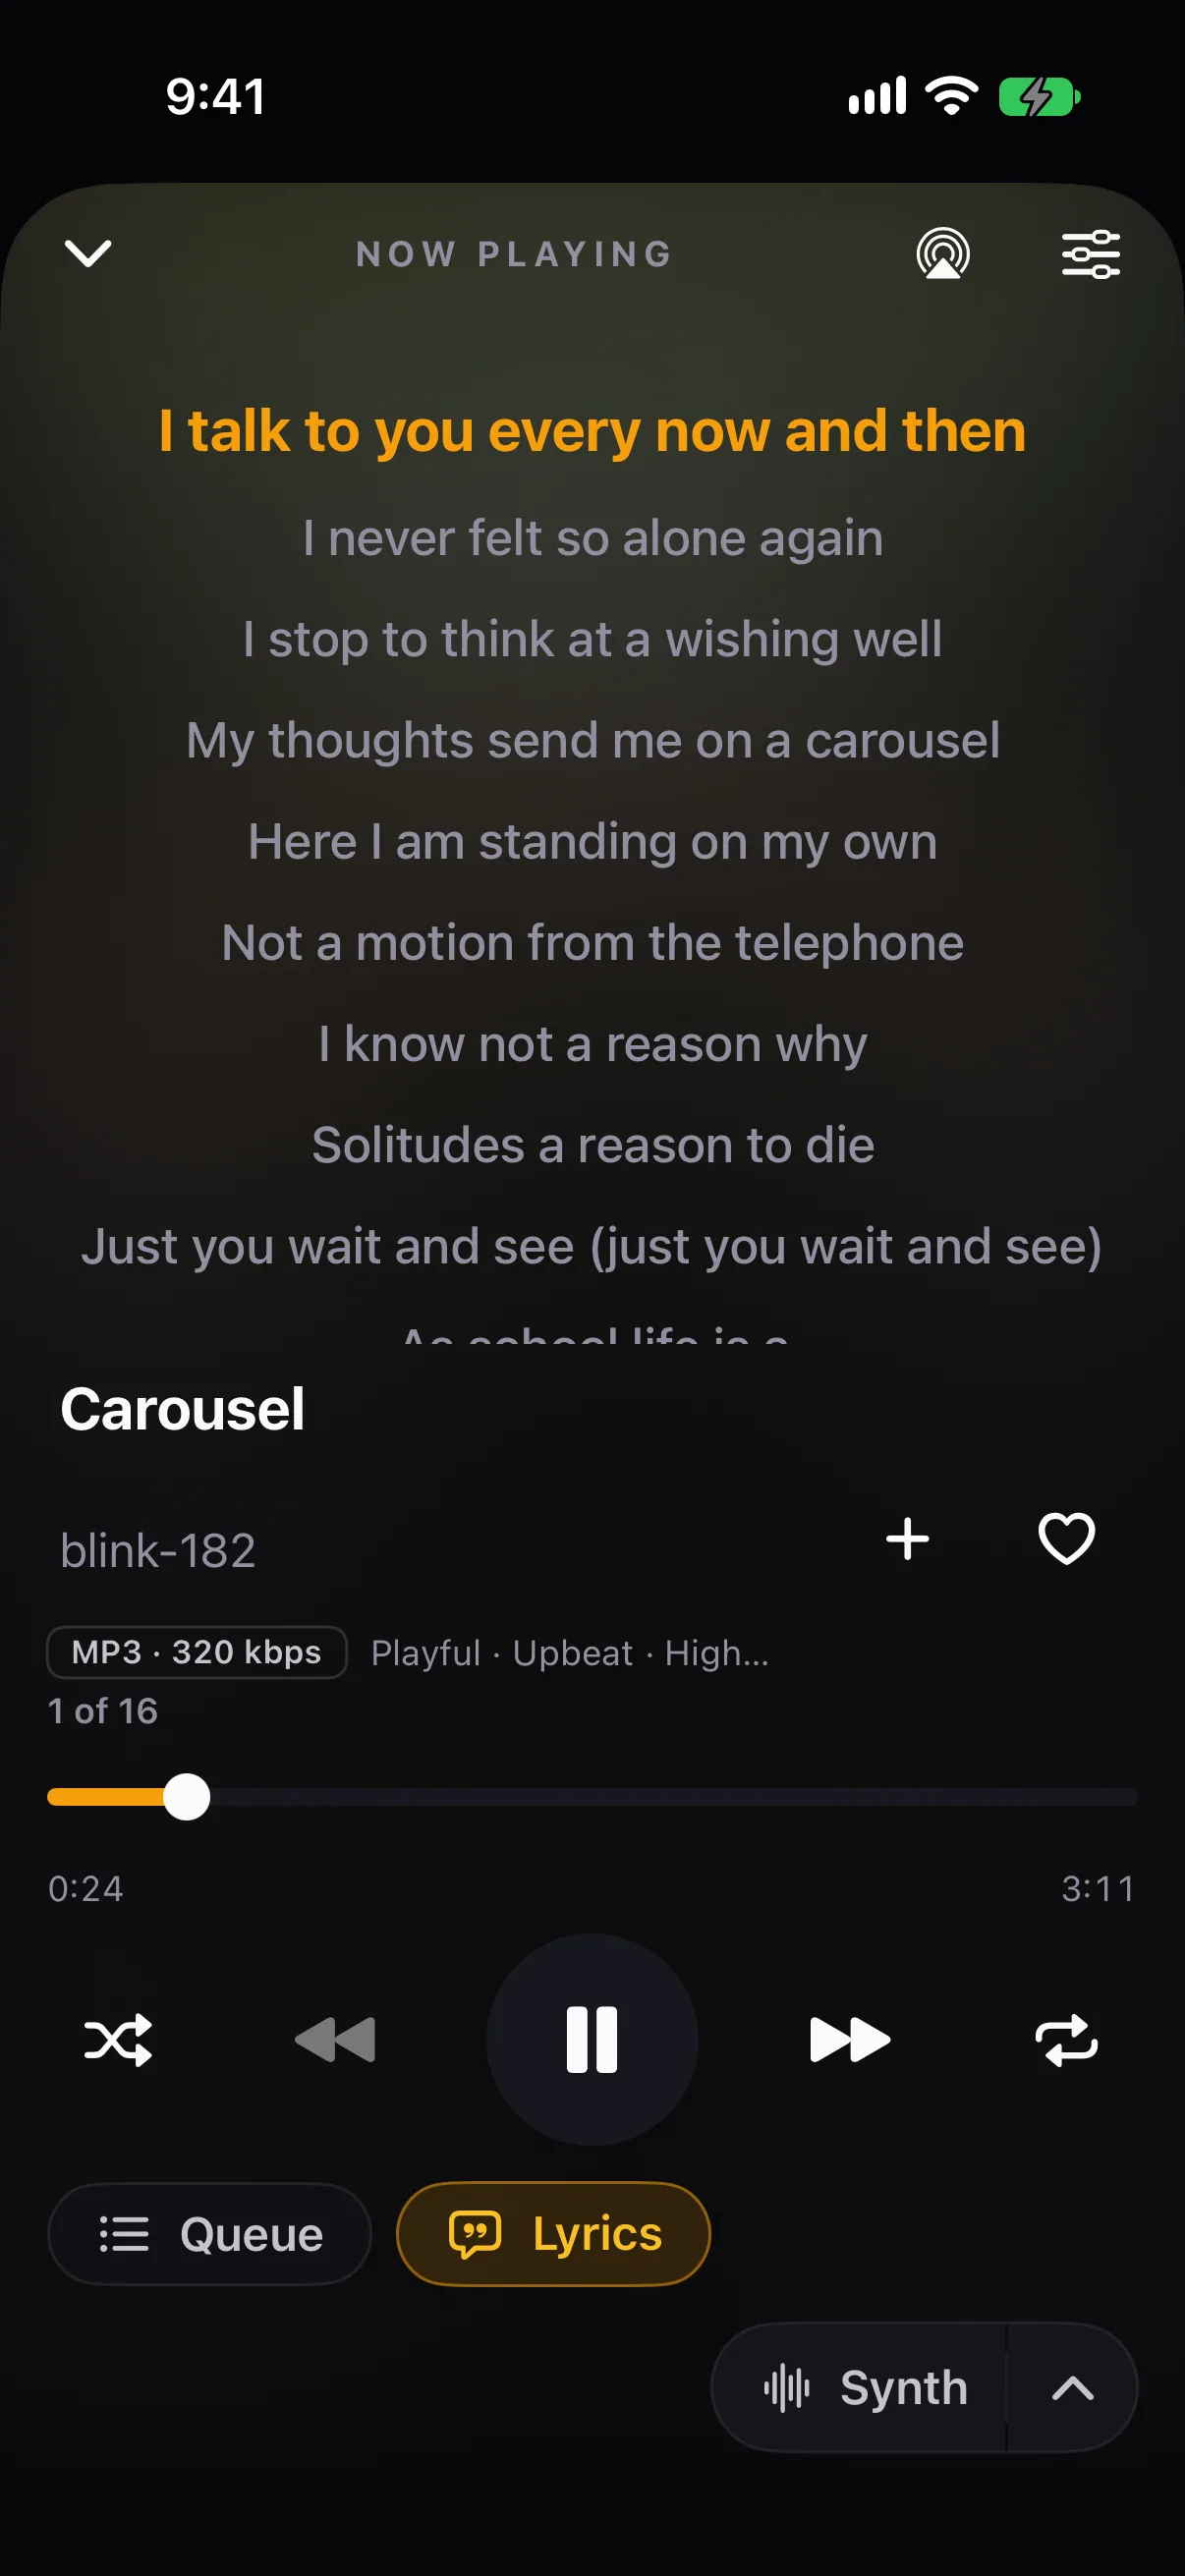 9:41
NOW PLAYING
I talk to you every now and then
I never felt so alone again
I stop to think at a wishing well
My thoughts send me on a carousel
Here I am standing on my own
Not a motion from the telephone
I know not a reason why
Solitudes a reason to die
Just you wait and see (just you wait and see)
As school life is a
Carousel
blink-182
MP3 · 320 kbps Playful · Upbeat · High...
1 of 16
0:24 3:11
Queue Lyrics
Synth